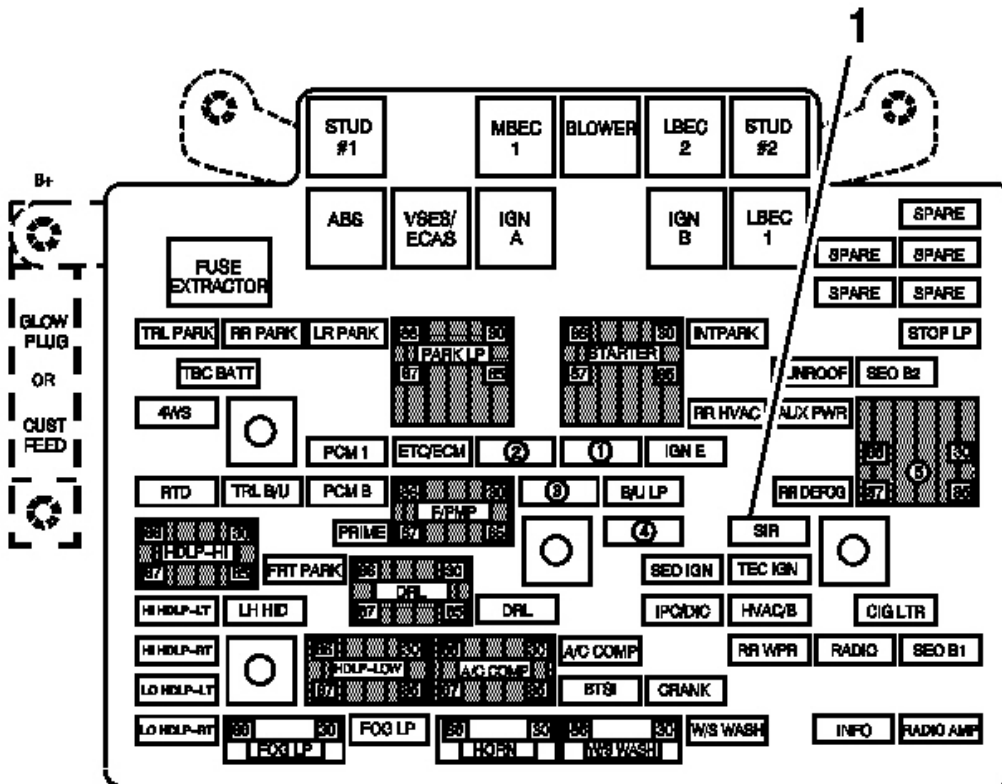 1
STUD #1
MBEC 1
BLOWER
LBEC 2
STUD #2
B+
ABS
VSES/ ECAS
IGN A
IGN B
LBEC 1
SPARE
FUSE EXTRACTOR
SPARE SPARE
SPARE SPARE
GLOW PLUG OR CUST FEED
TRL PARK RR PARK LR PARK
86 30
PARK LP
87 85
86 30
STARTER
87 85
INTPARK
STOP LP
TBC BATT
UNROOF SEO B2
4WS
RR HVAC AUX PWR
PCM 1 ETC/ECM 2 1 IGN E
86 30
5
87 85
RTD TRL B/U PCM B
86 30
F/PMP
87 85
3 B/U LP
RR DEFOG
PRIME
4
SIR
86 30
HDLP-HI
87 85
FRT PARK
86 30
DRL
87 85
SEO IGN TEC IGN
HI HDLP-LT LH HID
DRL
IPC/DIC HVAC/B CIG LTR
HI HDLP-RT
86 30
HDLP-LOW
87 85
86 30
A/C COMP
87 85
A/C COMP
RR WPR RADIO SEO B1
LO HDLP-LT
BTSI CRANK
LO HDLP-RT
86 30
FOG LP
FOG LP
86 30
HORN
86 30
W/S WASH
W/S WASH
INFO RADIO AMP